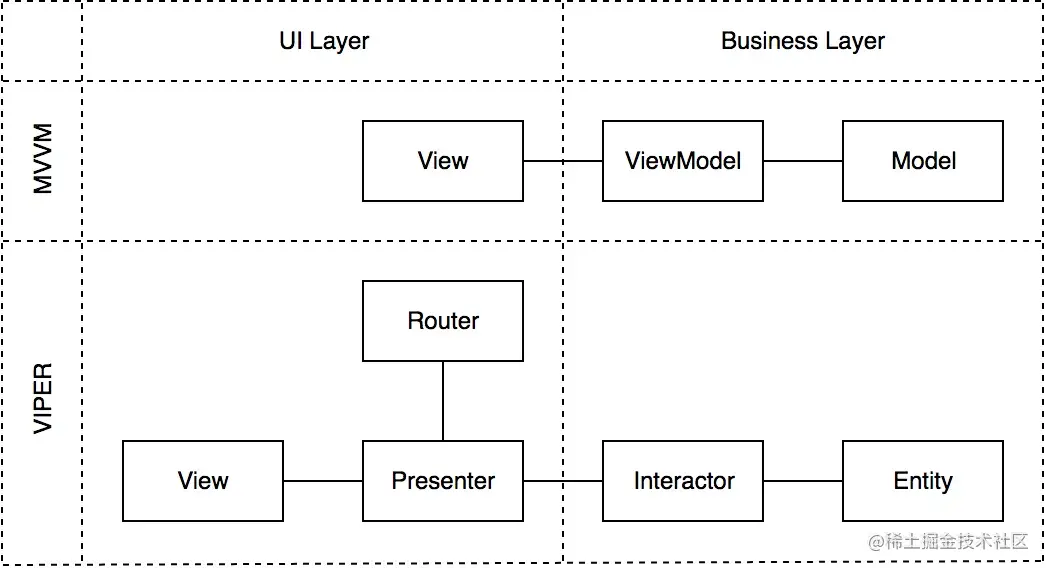 UI Layer
Business Layer
MVVM
View
ViewModel
Model
VIPER
Router
View
Presenter
Interactor
Entity
@稀土掘金技术社区